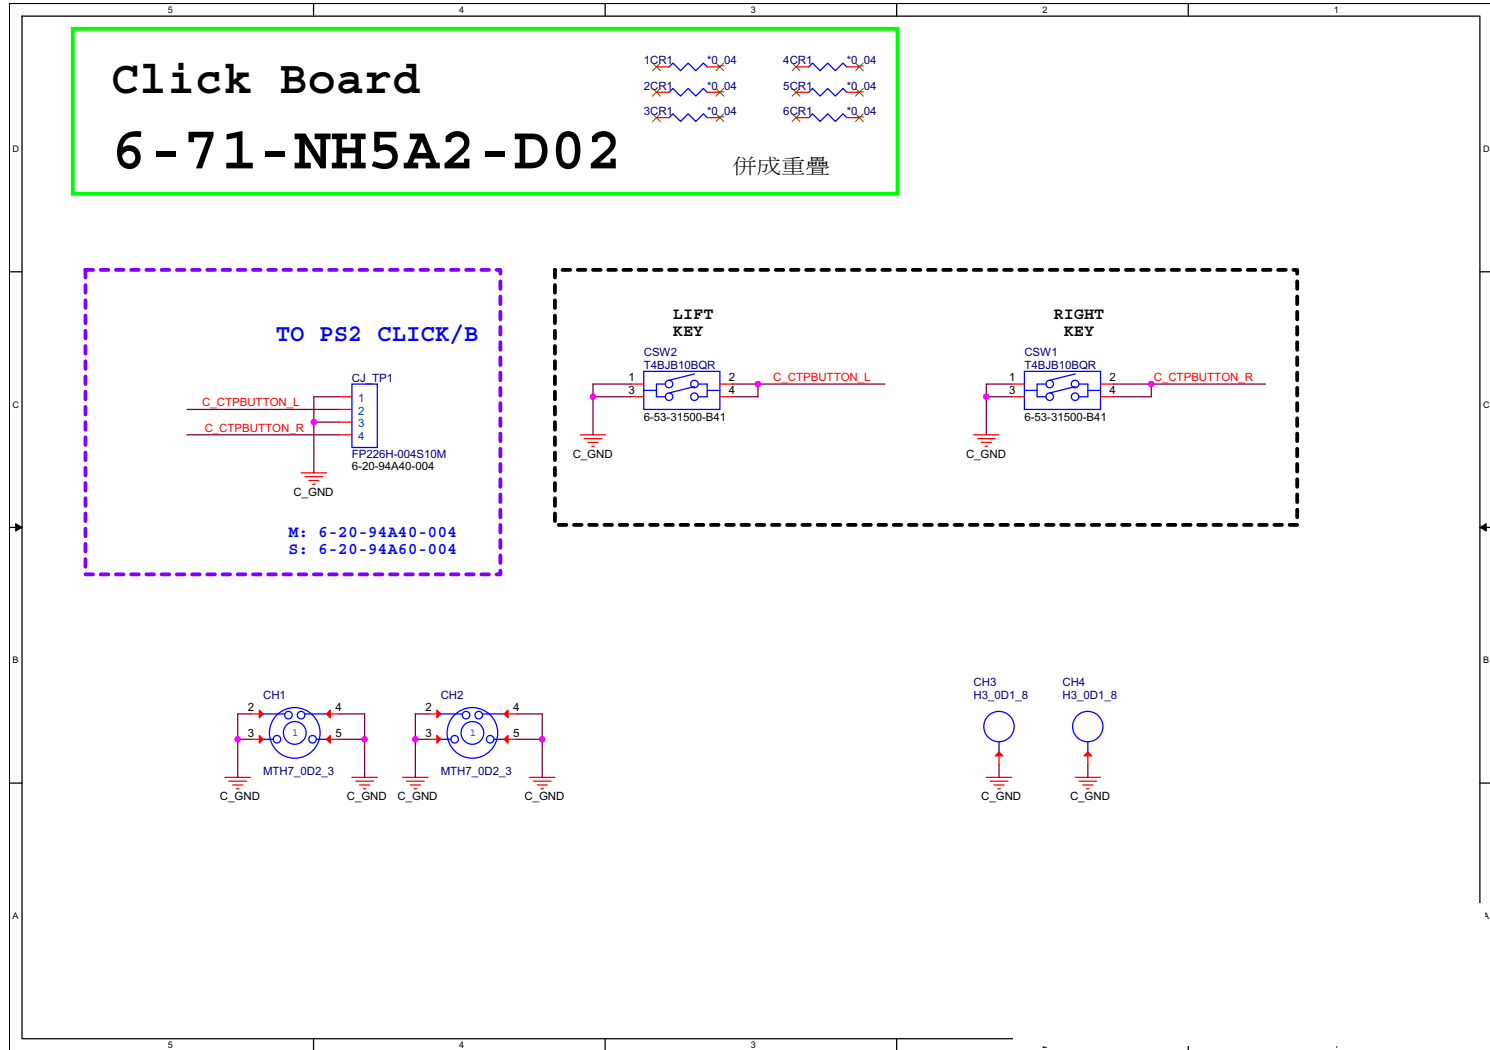 5 4 3 2 1
Click Board
6-71-NH5A2-D02
1CR1 *0_04 4CR1 *0_04
2CR1 *0_04 5CR1 *0_04
3CR1 *0_04 6CR1 *0_04
併成重疊
D D
TO PS2 CLICK/B
CJ_TP1
C_CTPBUTTON_L
C_CTPBUTTON_R
1
2
3
4
FP226H-004S10M
6-20-94A40-004
C_GND
M: 6-20-94A40-004
S: 6-20-94A60-004
LIFT
KEY
CSW2
T4BJB10BQR
1 2
3 4
C_CTPBUTTON_L
6-53-31500-B41
C_GND
RIGHT
KEY
CSW1
T4BJB10BQR
1 2
3 4
C_CTPBUTTON_R
6-53-31500-B41
C_GND
C C
B B
CH1
2 4
3 1 5
MTH7_0D2_3
C_GND C_GND
CH2
2 4
3 1 5
MTH7_0D2_3
C_GND C_GND
CH3
H3_0D1_8
C_GND
CH4
H3_0D1_8
C_GND
A
5 4 3